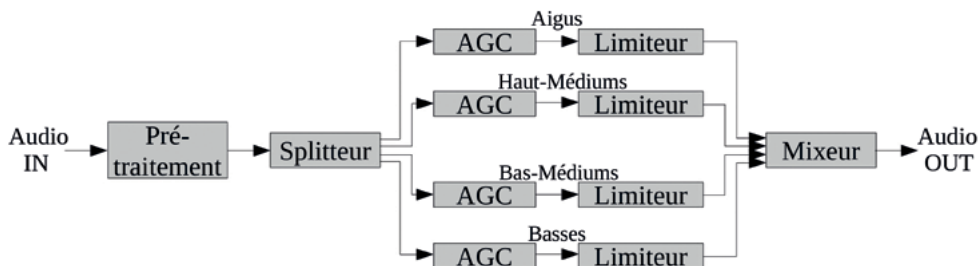 Aigus
AGC Limiteur
Haut-Médiums
AGC Limiteur
Audio IN
Pré-
traitement
Splitteur
Mixeur
Audio OUT
Bas-Médiums
AGC Limiteur
Basses
AGC Limiteur